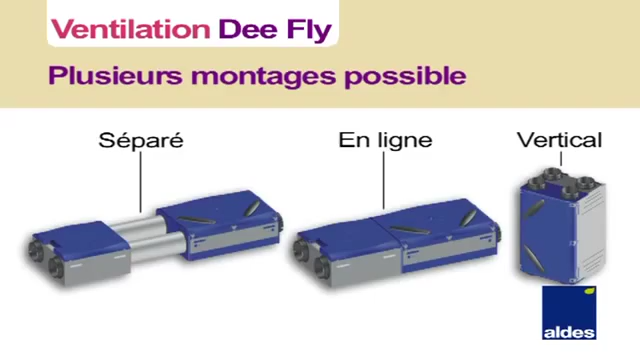 Ventilation Dee Fly
Plusieurs montages possible
Séparé
En ligne
Vertical
aldes